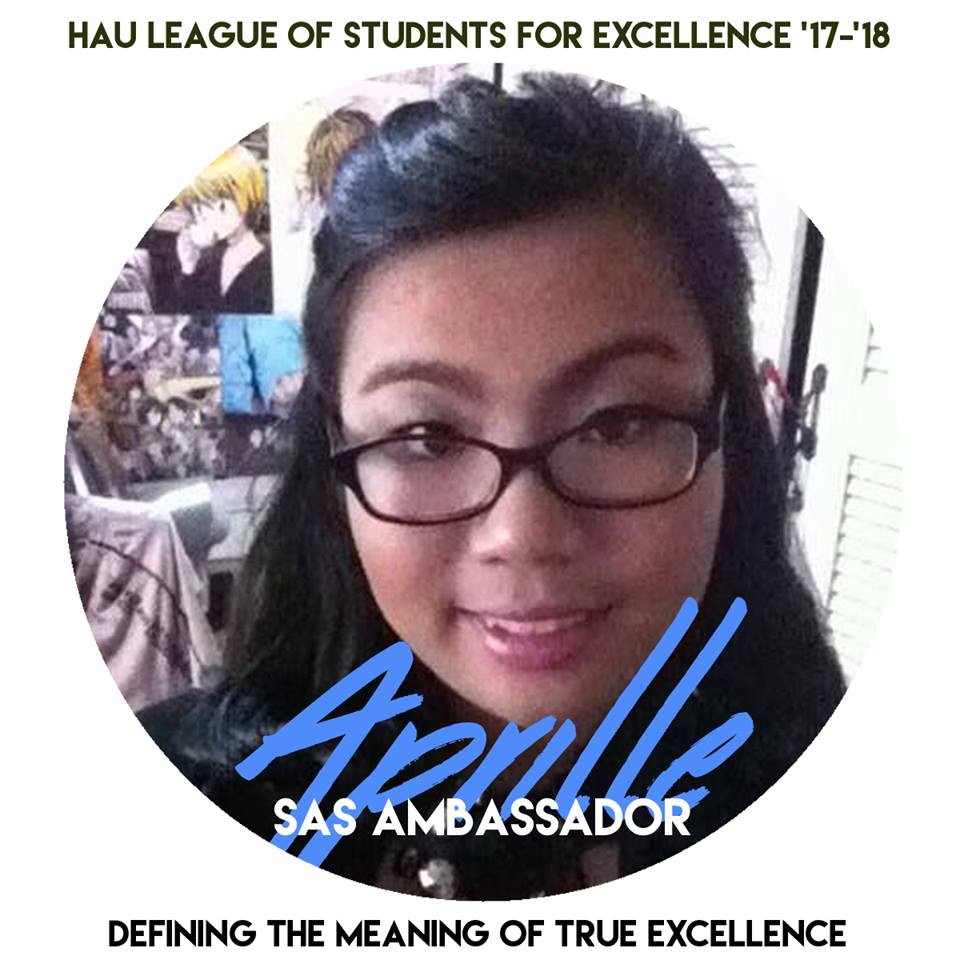 HAU LEAGUE OF STUDENTS FOR EXCELLENCE '17-'18
Aprille
SAS AMBASSADOR
DEFINING THE MEANING OF TRUE EXCELLENCE